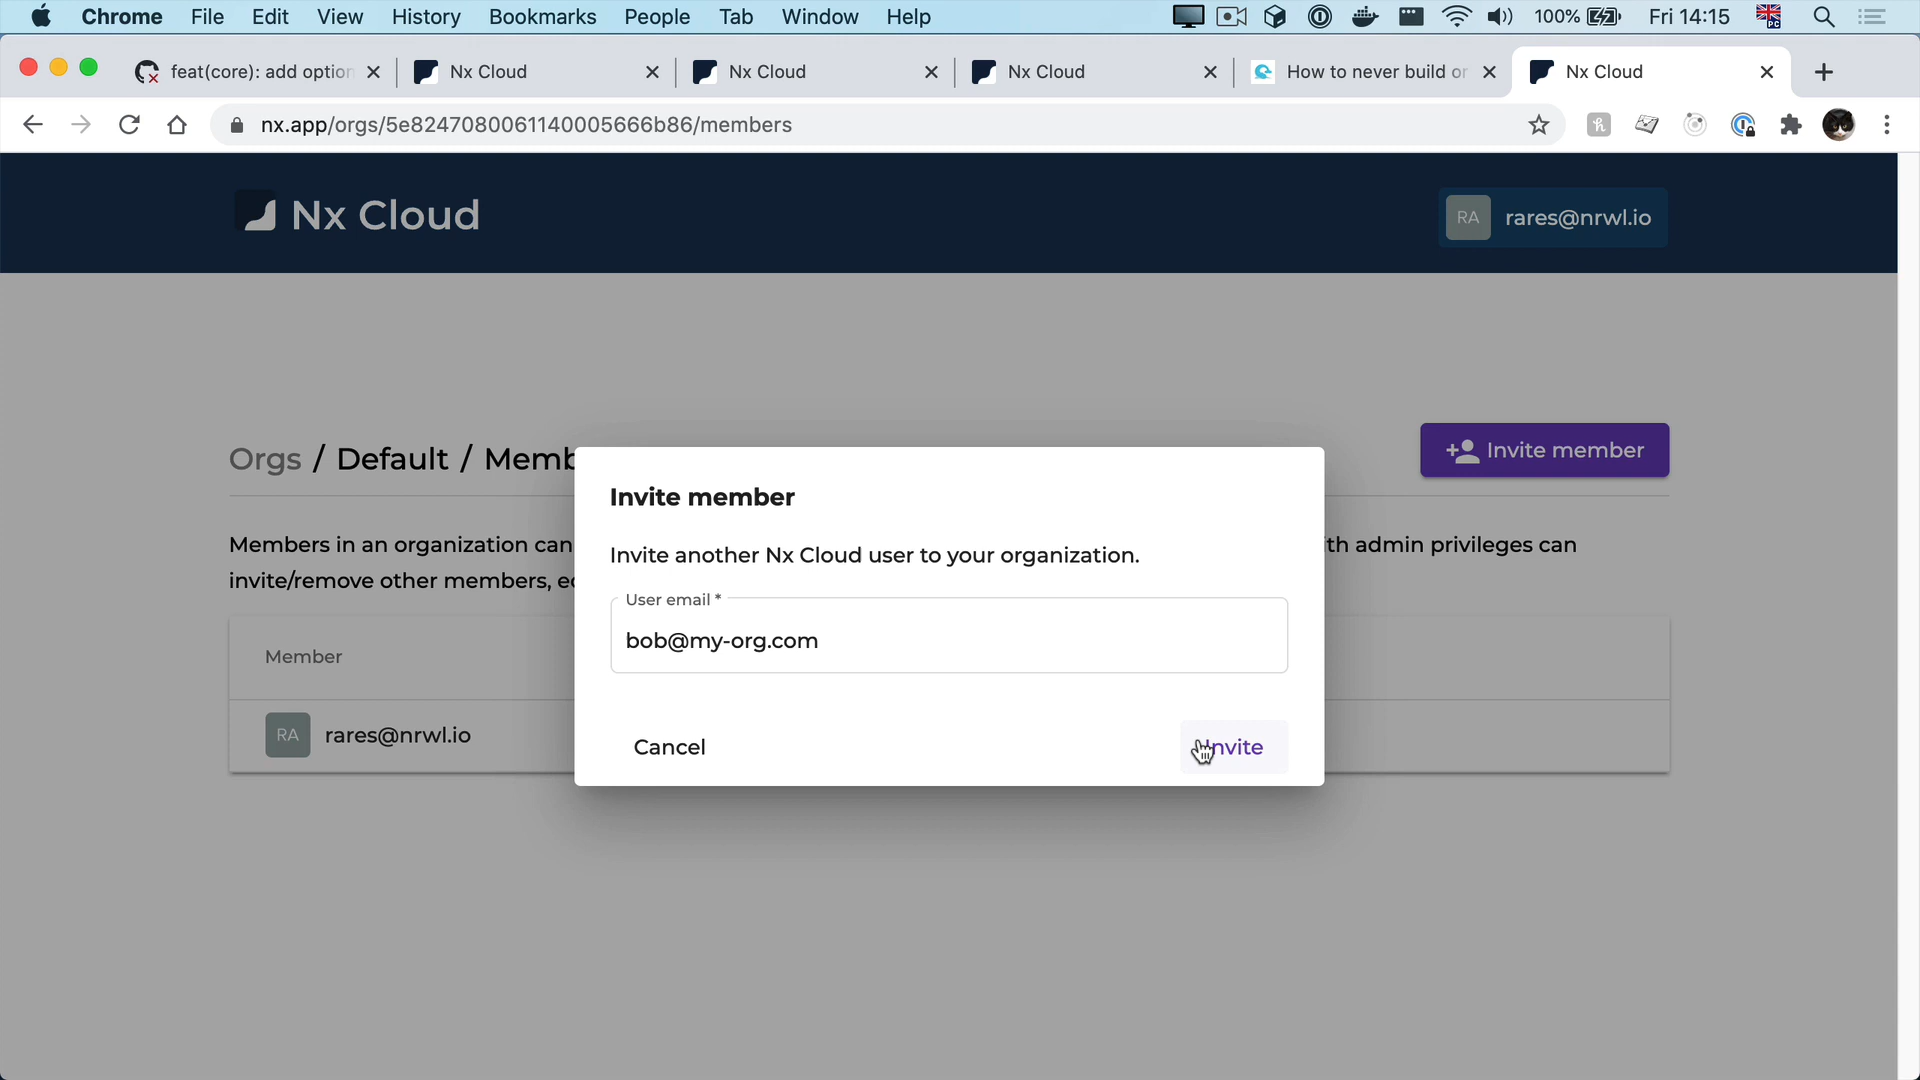 Chrome File Edit View History Bookmarks People Tab Window Help 100% Fri 14:15
feat(core): add option Nx Cloud Nx Cloud Nx Cloud How to never build or Nx Cloud
nx.app/orgs/5e8247080061140005666b86/members
Nx Cloud
RA rares@nrwl.io
Orgs / Default / Memb
Invite member
Members in an organization can
th admin privileges can
invite/remove other members,
Member
RA rares@nrwl.io
Invite member
Invite another Nx Cloud user to your organization.
User email *
bob@my-org.com
Cancel
Invite